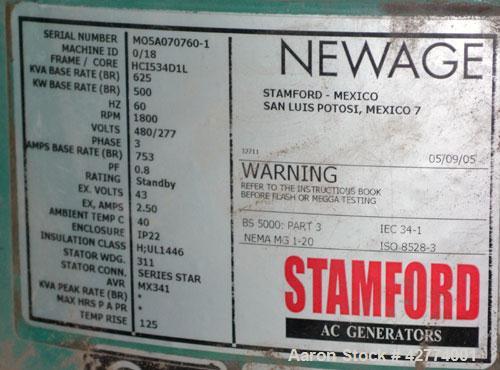 SERIAL NUMBER MO5A070760-1
MACHINE ID 0/18
FRAME / CORE HCI534D1L
KVA BASE RATE (BR) 625
KW BASE RATE (BR) 500
HZ 60
RPM 1800
VOLTS 480/277
PHASE 3
AMPS BASE RATE (BR) 753
PF 0.8
RATING Standby
EX. VOLTS 43
EX, AMPS 2.50
AMBIENT TEMP C 40
ENCLOSURE IP22
INSULATION CLASS H;UL1446
STATOR WDG. 311
STATOR CONN. SERIES STAR
AVR MX341
KVA PEAK RATE (BR) *
MAX HRS P A PR *
TEMP RISE 125
NEWAGE
STAMFORD - MEXICO
SAN LUIS POTOSI, MEXICO 7
12711 05/09/05
WARNING
REFER TO THE INSTRUCTIONS BOOK
BEFORE FLASH OR MEGGA TESTING
BS 5000: PART 3 IEC 34-1
NEMA MG 1-20 ISO 8528-3
STAMFORD
AC GENERATORS
Aaron Stock # 42774001